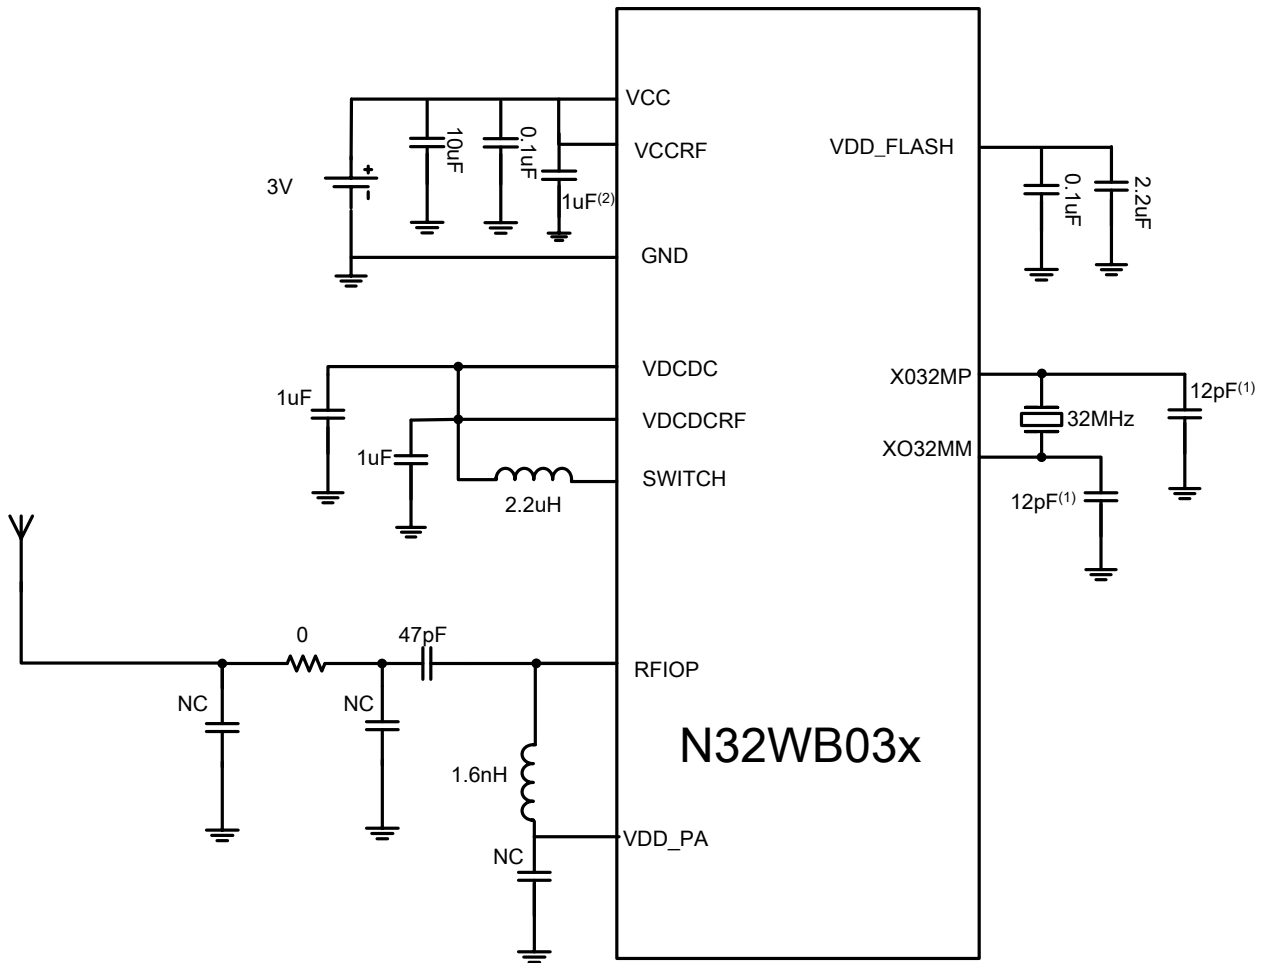 VCC
10uF
0.1uF
VCCRF
3V
+
-
1uF(2)
GND
VDD_FLASH
0.1uF
2.2uF
VDCDC
1uF
VDCDCRF
1uF
SWITCH
2.2uH
X032MP
12pF(1)
32MHz
XO32MM
12pF(1)
0
47pF
RFIOP
NC
NC
N32WB03x
1.6nH
VDD_PA
NC